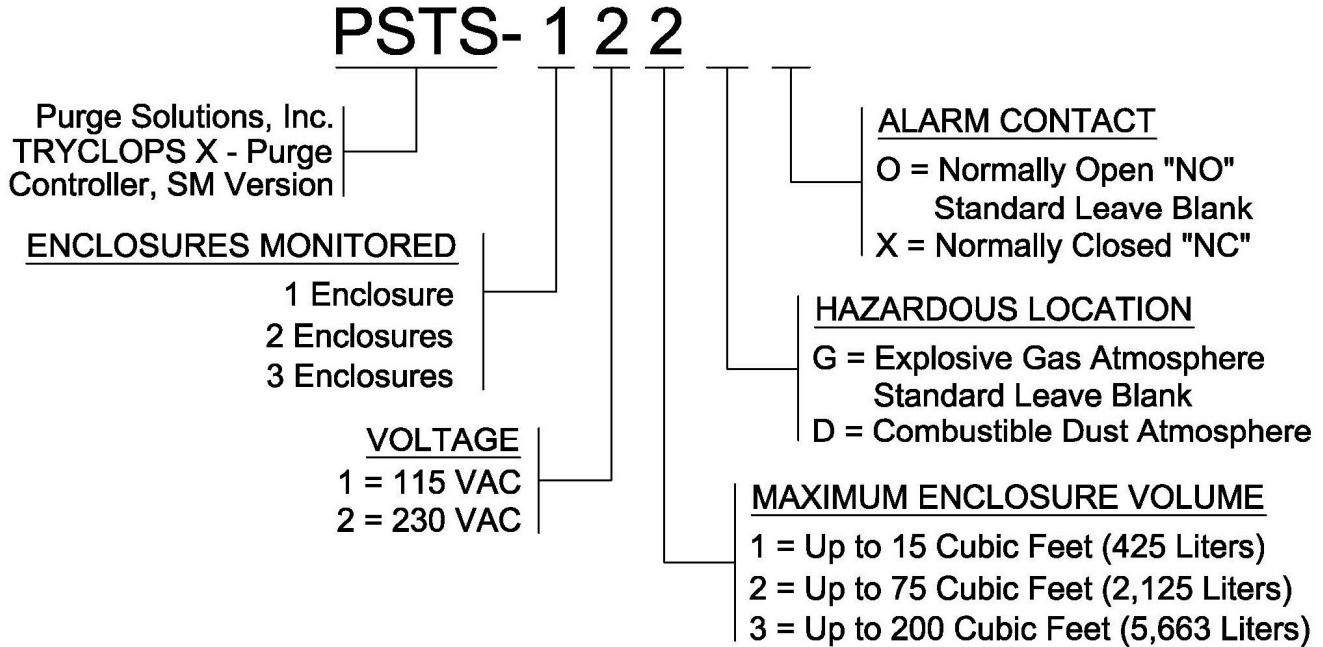 PSTS- 1 2 2
Purge Solutions, Inc.
TRYCLOPS X - Purge
Controller, SM Version
ENCLOSURES MONITORED
1 Enclosure
2 Enclosures
3 Enclosures
VOLTAGE
1 = 115 VAC
2 = 230 VAC
ALARM CONTACT
O = Normally Open "NO"
Standard Leave Blank
X = Normally Closed "NC"
HAZARDOUS LOCATION
G = Explosive Gas Atmosphere
Standard Leave Blank
D = Combustible Dust Atmosphere
MAXIMUM ENCLOSURE VOLUME
1 = Up to 15 Cubic Feet (425 Liters)
2 = Up to 75 Cubic Feet (2,125 Liters)
3 = Up to 200 Cubic Feet (5,663 Liters)